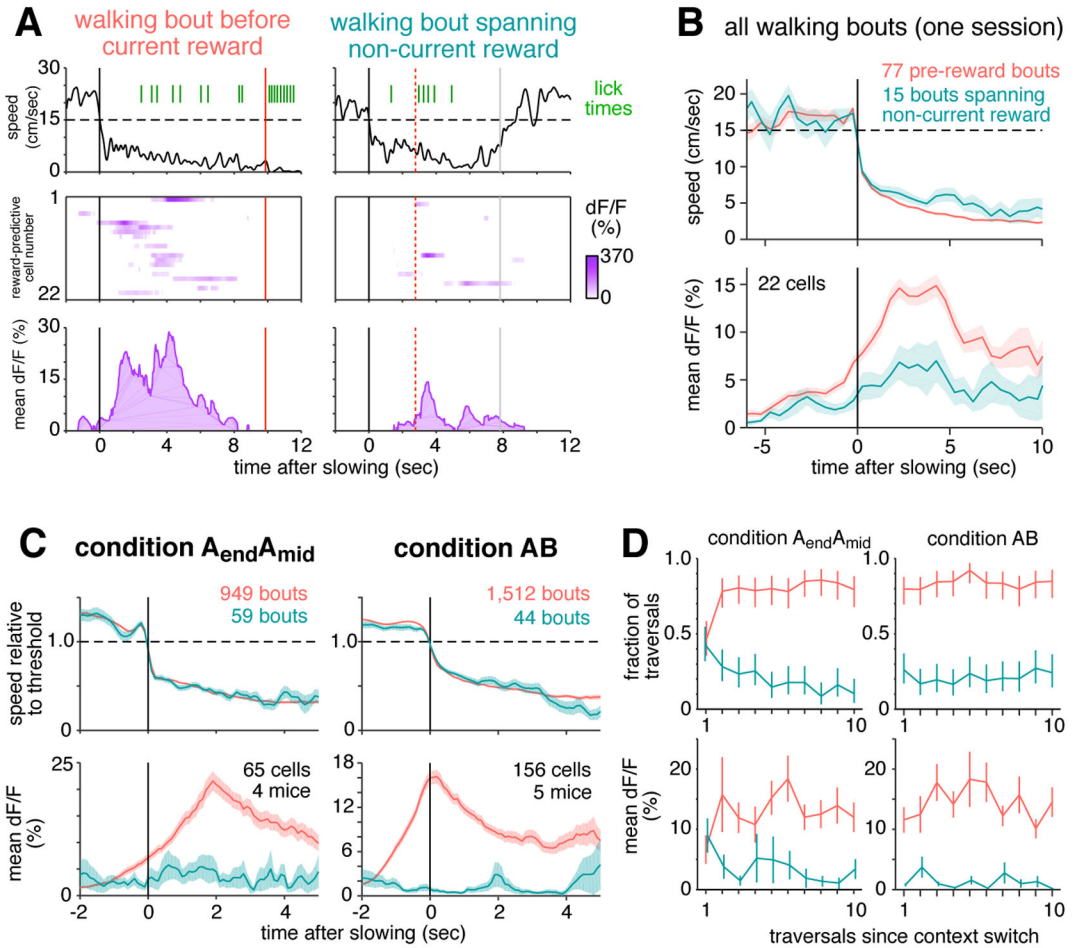 A
walking bout before
current reward
walking bout spanning
non-current reward
30
15
0
speed
(cm/sec)
lick
times
1
22
reward-predictive
cell number
dF/F
(%)
370
0
30
15
0
mean dF/F (%)
0
4
8
12
0
4
8
12
time after slowing (sec)
B
all walking bouts (one session)
77 pre-reward bouts
15 bouts spanning
non-current reward
20
15
10
5
0
speed (cm/sec)
22 cells
15
10
5
0
mean dF/F (%)
-5
0
5
10
time after slowing (sec)
C
condition AendAmid
condition AB
949 bouts
59 bouts
1,512 bouts
44 bouts
1.0
0
1.0
0
speed relative
to threshold
65 cells
4 mice
156 cells
5 mice
25
0
18
12
6
0
mean dF/F
(%)
-2
0
2
4
-2
0
2
4
time after slowing (sec)
D
condition AendAmid
condition AB
1.0
0.5
0
1.0
0.5
0
fraction of
traversals
1
10
1
10
20
10
0
20
10
0
mean dF/F
(%)
1
10
1
10
traversals since context switch